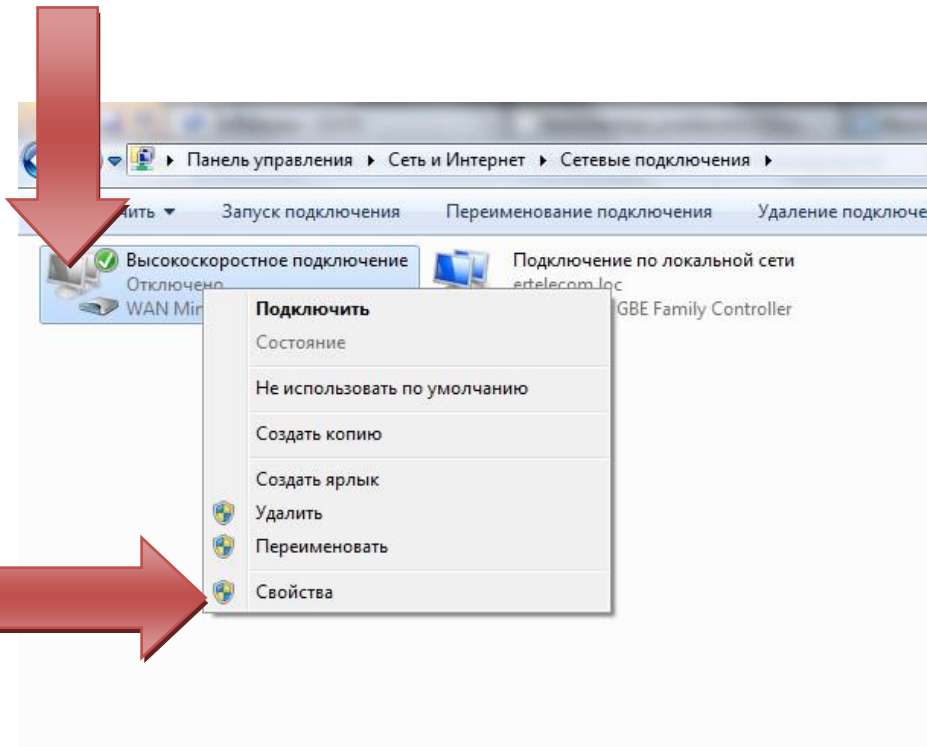 Панель управления Сеть и Интернет Сетевые подключения
Запуск подключения Переименование подключения
Высокоскоростное подключение
Отключено
WAN
Подключение по локальной сети
ertelecom.loc
GBE Family Controller
Подключить
Состояние
Не использовать по умолчанию
Создать копию
Создать ярлык
Удалить
Переименовать
Свойства